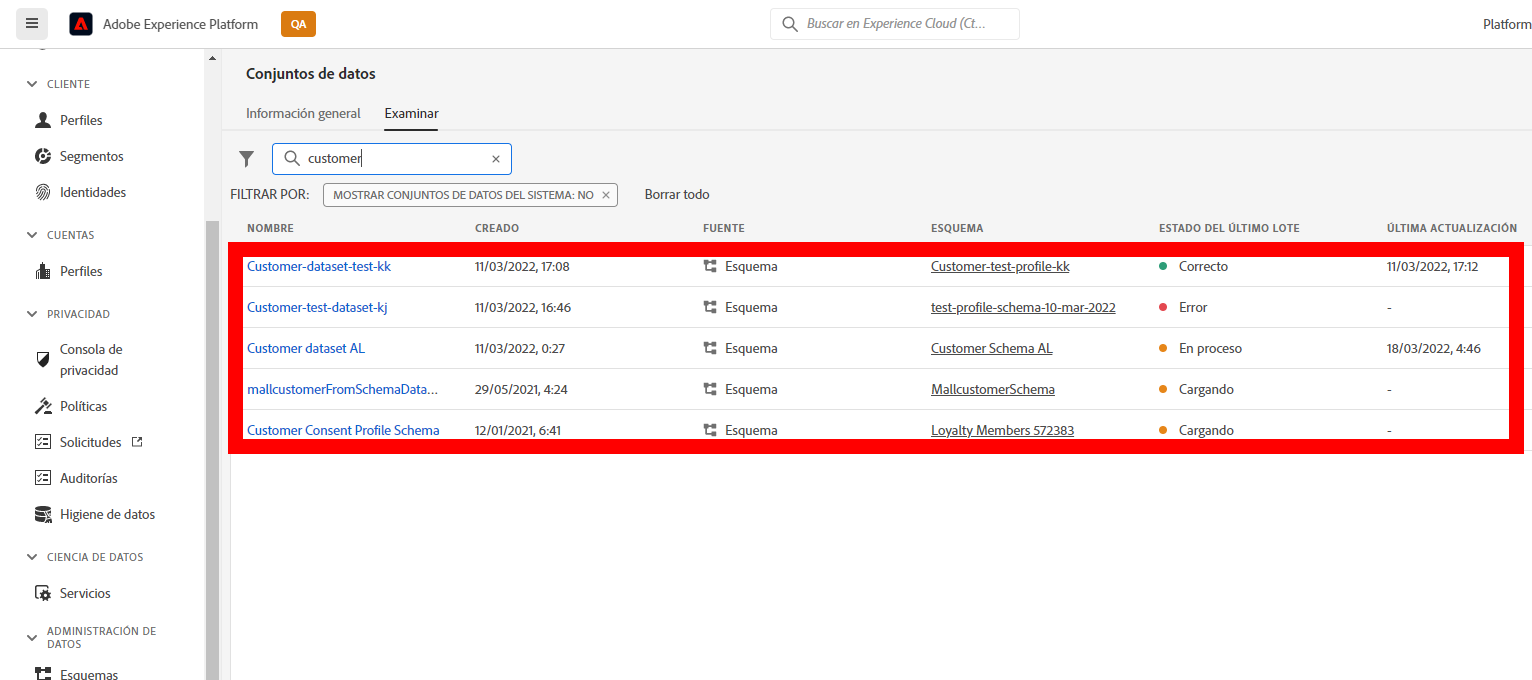 Adobe Experience Platform QA Buscar en Experience Cloud (Ct... Platform
CLIENTE
Perfiles
Segmentos
Identidades
CUENTAS
Perfiles
PRIVACIDAD
Consola de
privacidad
Políticas
Solicitudes
Auditorías
Higiene de datos
CIENCIA DE DATOS
Servicios
ADMINISTRACIÓN DE
DATOS
Esquemas
Conjuntos de datos
Información general Examinar
customer
FILTRAR POR: MOSTRAR CONJUNTOS DE DATOS DEL SISTEMA: NO Borrar todo
NOMBRE CREADO FUENTE ESQUEMA ESTADO DEL ÚLTIMO LOTE ÚLTIMA ACTUALIZACIÓN
Customer-dataset-test-kk 11/03/2022, 17:08 Esquema Customer-test-profile-kk Correcto 11/03/2022, 17:12
Customer-test-dataset-kj 11/03/2022, 16:46 Esquema test-profile-schema-10-mar-2022 Error -
Customer dataset AL 11/03/2022, 0:27 Esquema Customer Schema AL En proceso 18/03/2022, 4:46
mallcustomerFromSchemaData... 29/05/2021, 4:24 Esquema MallcustomerSchema Cargando -
Customer Consent Profile Schema 12/01/2021, 6:41 Esquema Loyalty Members 572383 Cargando -